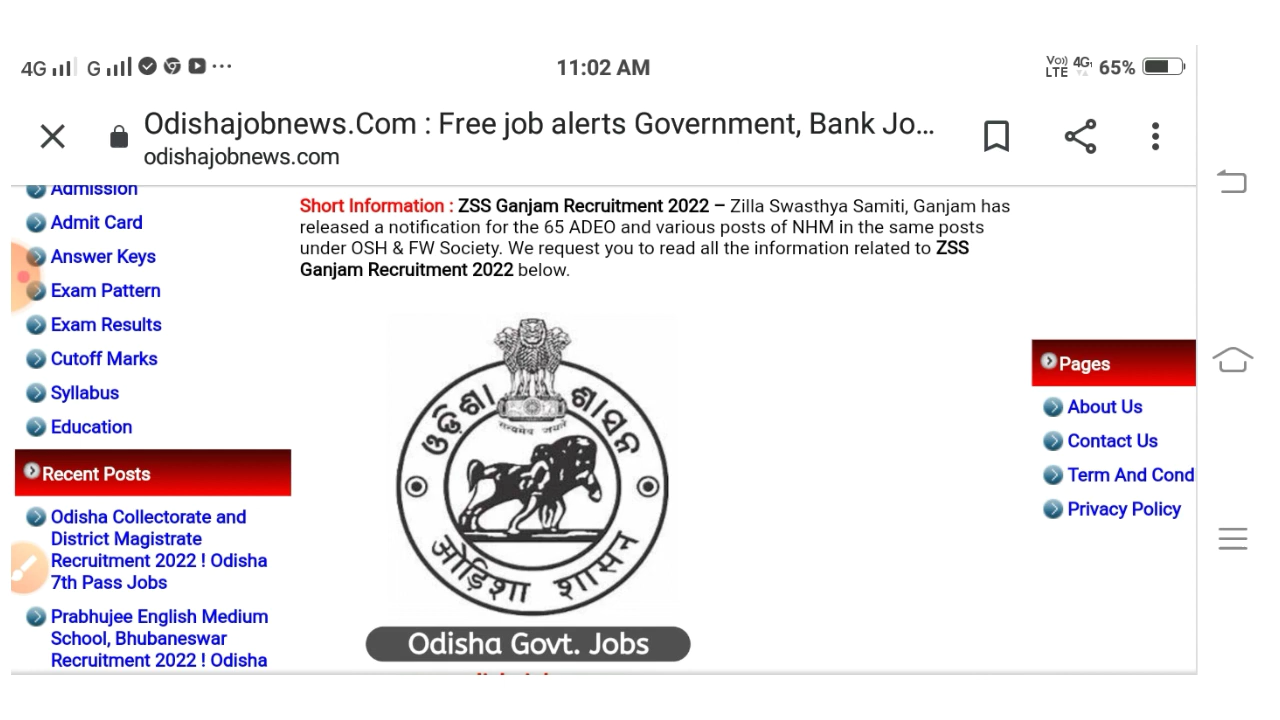 4G G 11:02 AM Vo)) LTE 4G 65%
Odishajobnews.Com : Free job alerts Government, Bank Jo...
odishajobnews.com
Admission
Admit Card
Answer Keys
Exam Pattern
Exam Results
Cutoff Marks
Syllabus
Education
Recent Posts
Odisha Collectorate and
District Magistrate
Recruitment 2022 ! Odisha
7th Pass Jobs
Prabhujee English Medium
School, Bhubaneswar
Recruitment 2022 ! Odisha
Short Information : ZSS Ganjam Recruitment 2022 – Zilla Swasthya Samiti, Ganjam has
released a notification for the 65 ADEO and various posts of NHM in the same posts
under OSH & FW Society. We request you to read all the information related to ZSS
Ganjam Recruitment 2022 below.
ଓଡ଼ିଶା ଶାସନ
सत्यमेव जयते
ओड़िशा शासन
Odisha Govt. Jobs
Pages
About Us
Contact Us
Term And Cond
Privacy Policy